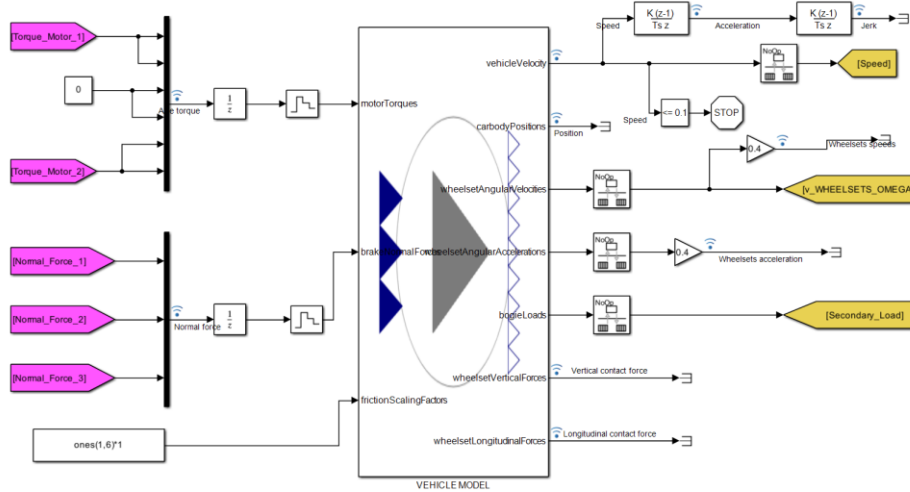 [Torque_Motor_1]
0
[Torque_Motor_2]
Axle torque
1
z
[Normal_Force_1]
[Normal_Force_2]
[Normal_Force_3]
Normal force
1
z
ones(1,6)*1
motorTorques
brakeNormalForces
frictionScalingFactors
vehicleVelocity
carbodyPositions
wheelsetAngularVelocities
wheelsetAngularAccelerations
bogieLoads
wheelsetVerticalForces
wheelsetLongitudinalForces
VEHICLE MODEL
Speed
K (z-1)
Ts z
Acceleration
K (z-1)
Ts z
Jerk
NoOp
[Speed]
Speed
<= 0.1
STOP
Position
0.4
Wheelsets speeds
NoOp
[v_WHEELSETS_OMEGA
NoOp
0.4
Wheelsets acceleration
NoOp
[Secondary_Load]
Vertical contact force
Longitudinal contact force